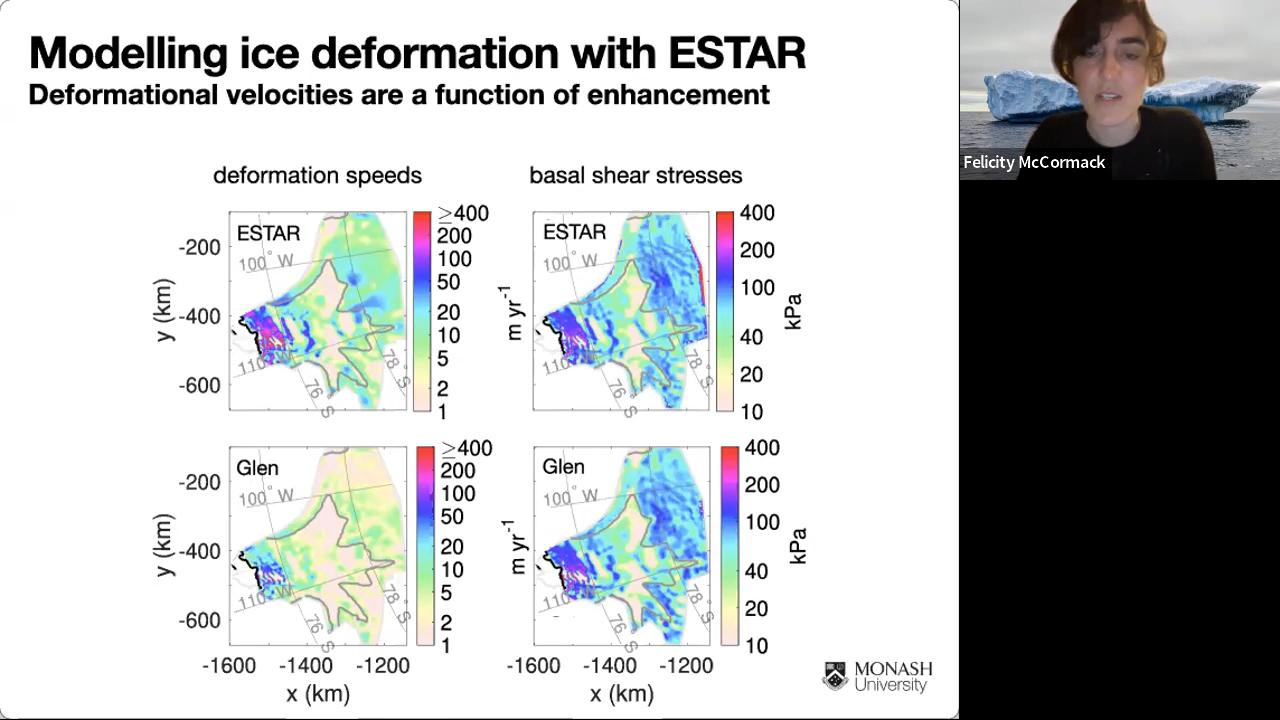 Modelling ice deformation with ESTAR
Deformational velocities are a function of enhancement
Felicity McCormack
deformation speeds
basal shear stresses
ESTAR
100° W
110° W
76° S
78° S
-200
-400
-600
y (km)
≥400
200
100
50
20
10
5
2
1
m yr-1
ESTAR
100° W
110° W
76° S
78° S
400
200
100
40
20
10
kPa
Glen
100° W
110° W
76° S
78° S
-200
-400
-600
y (km)
-1600 -1400 -1200
x (km)
≥400
200
100
50
20
10
5
2
1
m yr-1
Glen
100° W
110° W
76° S
78° S
-1600 -1400 -1200
x (km)
400
200
100
40
20
10
kPa
MONASH
University